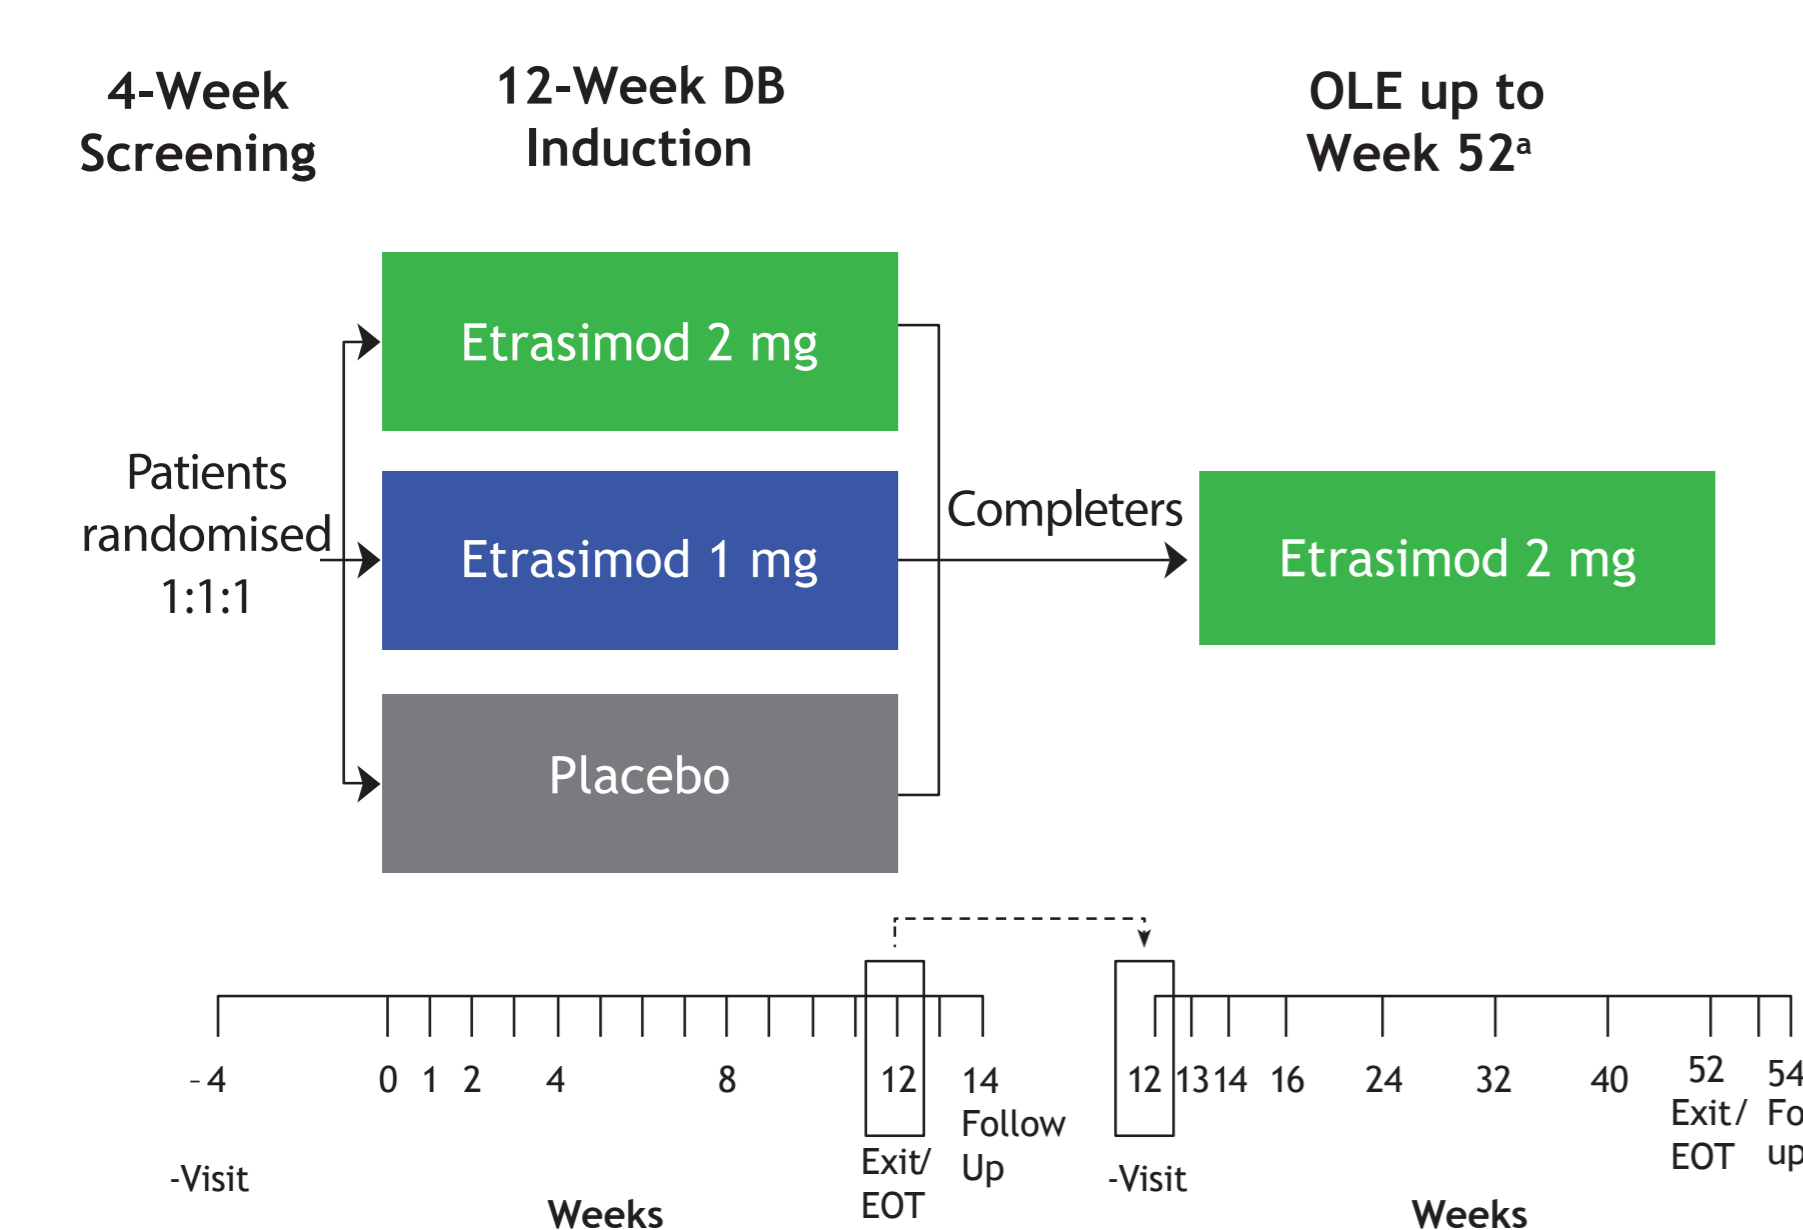 4-Week
Screening
12-Week DB
Induction
OLE up to
Week 52ᵃ
Patients
randomised
1:1:1
Etrasimod 2 mg
Etrasimod 1 mg
Placebo
Completers
Etrasimod 2 mg
-4 0 1 2 4 8 12 14
Follow
Up
Exit/
EOT
-Visit
Weeks
12 13 14 16 24 32 40 52 54
Exit/
EOT
Fo
up
-Visit
Weeks